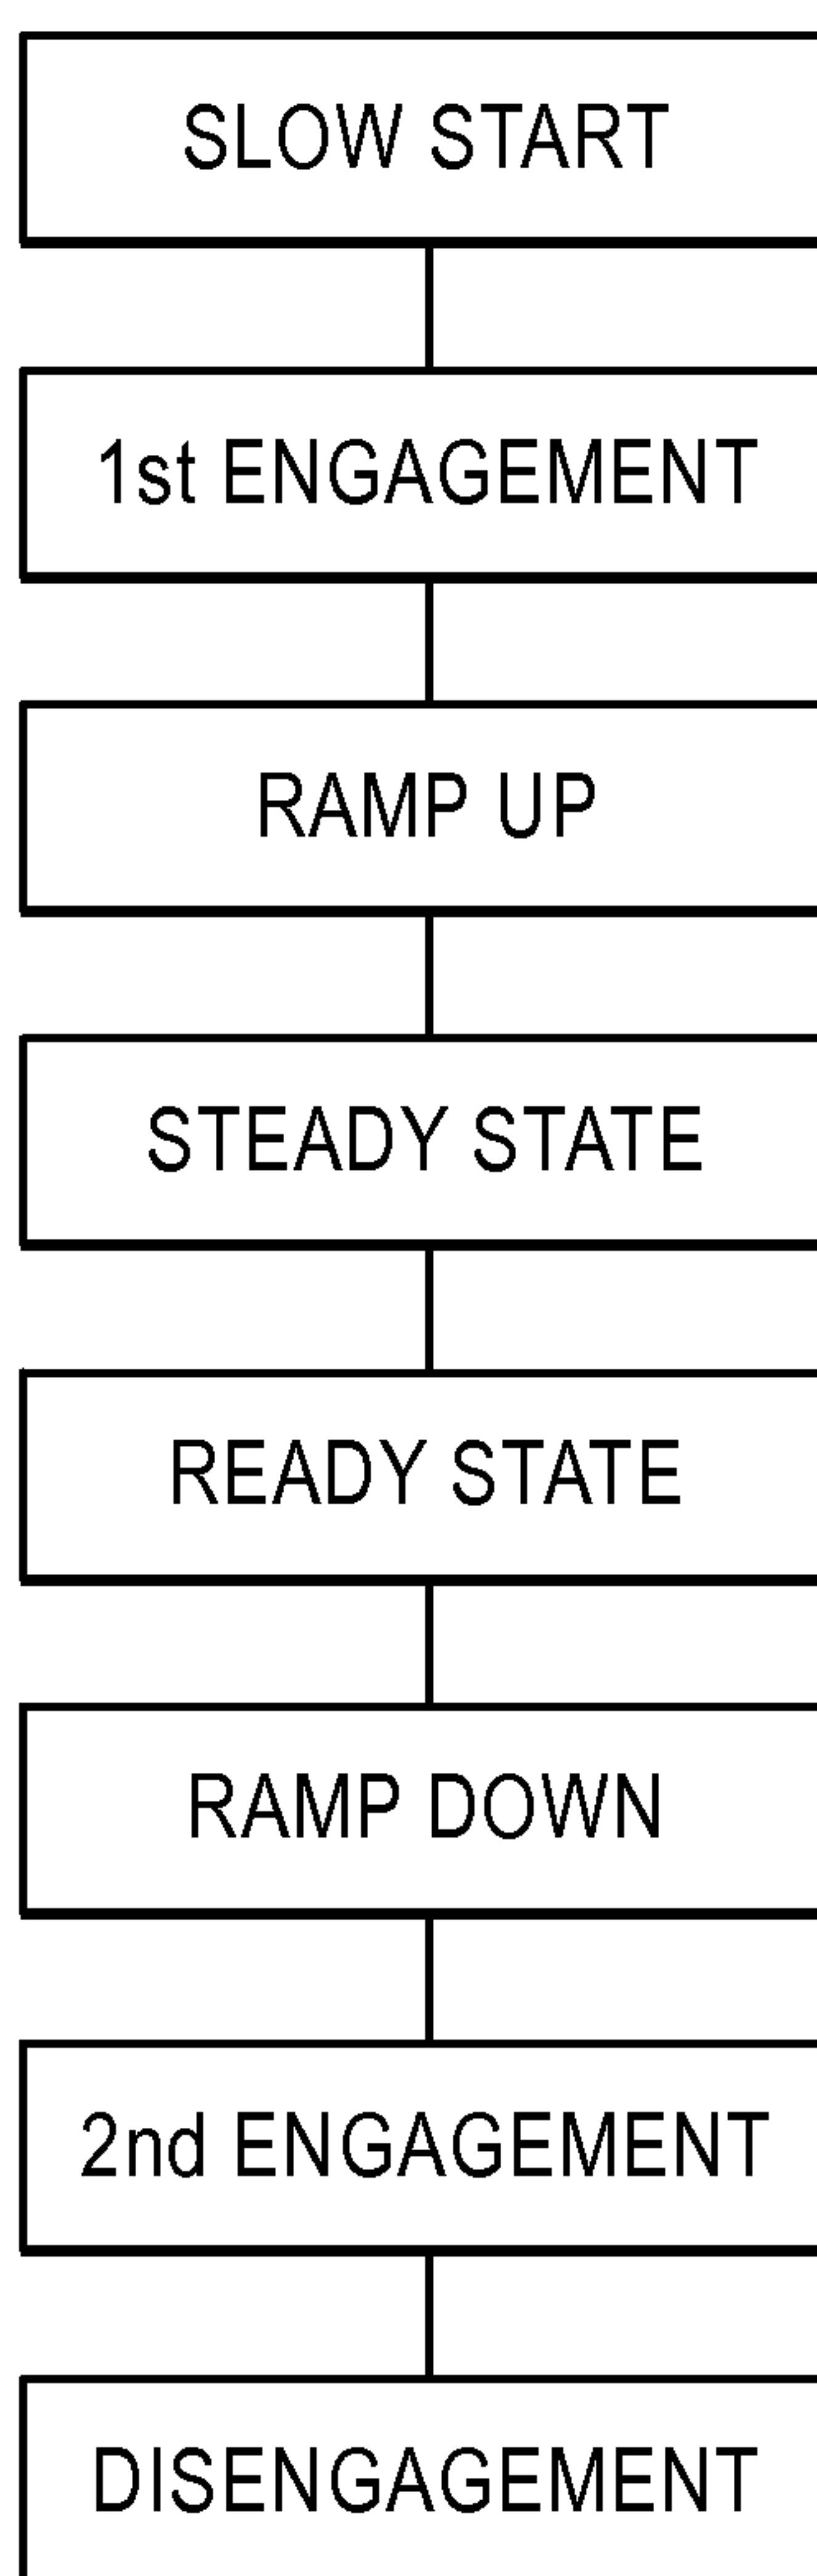 SLOW START
1st ENGAGEMENT
RAMP UP
STEADY STATE
READY STATE
RAMP DOWN
2nd ENGAGEMENT
DISENGAGEMENT